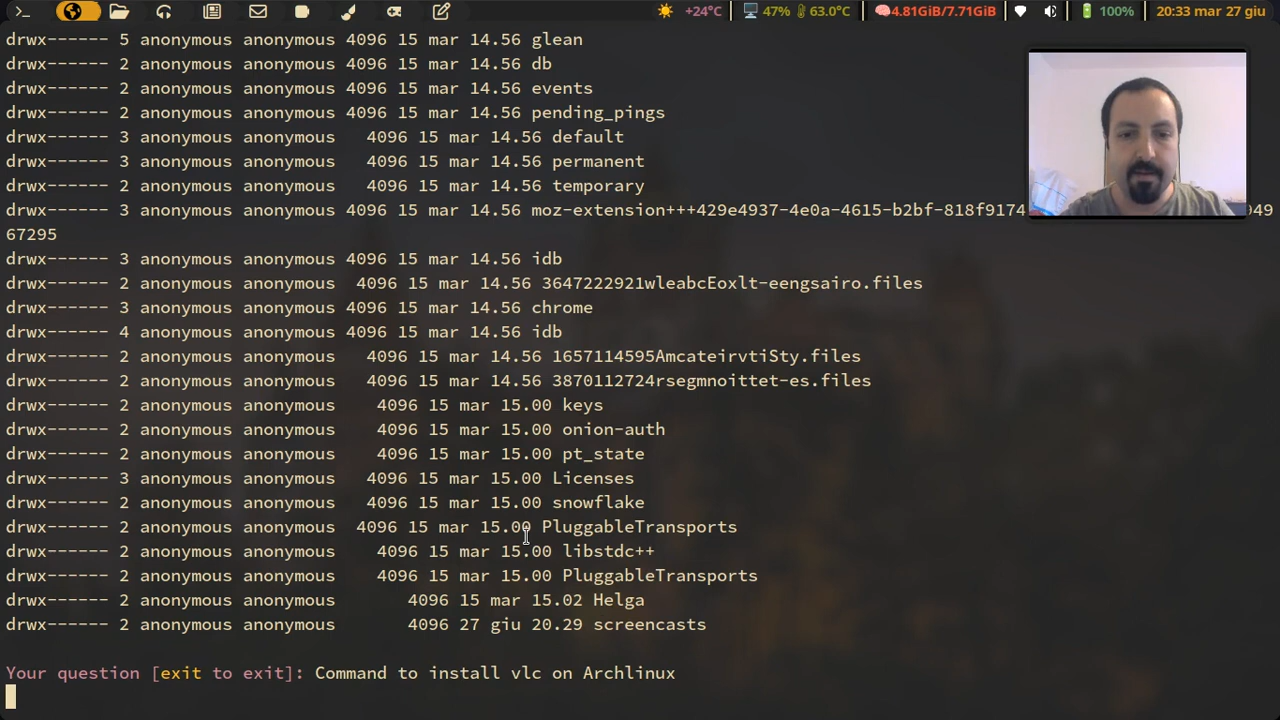 >_ +24°C 47% 63.0°C 4.81GiB/7.71GiB 100% 20:33 mar 27 giu
drwx------ 5 anonymous anonymous 4096 15 mar 14.56 glean
drwx------ 2 anonymous anonymous 4096 15 mar 14.56 db
drwx------ 2 anonymous anonymous 4096 15 mar 14.56 events
drwx------ 2 anonymous anonymous 4096 15 mar 14.56 pending_pings
drwx------ 3 anonymous anonymous 4096 15 mar 14.56 default
drwx------ 3 anonymous anonymous 4096 15 mar 14.56 permanent
drwx------ 2 anonymous anonymous 4096 15 mar 14.56 temporary
drwx------ 3 anonymous anonymous 4096 15 mar 14.56 moz-extension+++429e4937-4e0a-4615-b2bf-818f9174 949
67295
drwx------ 3 anonymous anonymous 4096 15 mar 14.56 idb
drwx------ 2 anonymous anonymous 4096 15 mar 14.56 3647222921wleabcEoxlt-eengsairo.files
drwx------ 3 anonymous anonymous 4096 15 mar 14.56 chrome
drwx------ 4 anonymous anonymous 4096 15 mar 14.56 idb
drwx------ 2 anonymous anonymous 4096 15 mar 14.56 1657114595AmcateirvtiSty.files
drwx------ 2 anonymous anonymous 4096 15 mar 14.56 3870112724rsegmnoittet-es.files
drwx------ 2 anonymous anonymous 4096 15 mar 15.00 keys
drwx------ 2 anonymous anonymous 4096 15 mar 15.00 onion-auth
drwx------ 2 anonymous anonymous 4096 15 mar 15.00 pt_state
drwx------ 3 anonymous anonymous 4096 15 mar 15.00 Licenses
drwx------ 2 anonymous anonymous 4096 15 mar 15.00 snowflake
drwx------ 2 anonymous anonymous 4096 15 mar 15.00 PluggableTransports
drwx------ 2 anonymous anonymous 4096 15 mar 15.00 libstdc++
drwx------ 2 anonymous anonymous 4096 15 mar 15.00 PluggableTransports
drwx------ 2 anonymous anonymous 4096 15 mar 15.02 Helga
drwx------ 2 anonymous anonymous 4096 27 giu 20.29 screencasts
Your question [exit to exit]: Command to install vlc on Archlinux